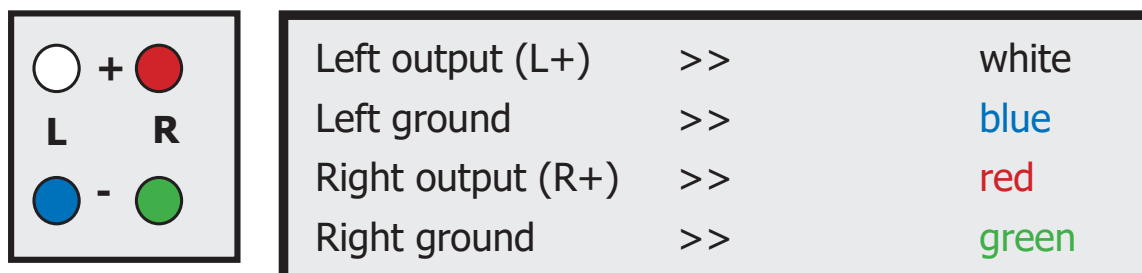 +
L R
-
Left output (L+) >> white
Left ground >> blue
Right output (R+) >> red
Right ground >> green